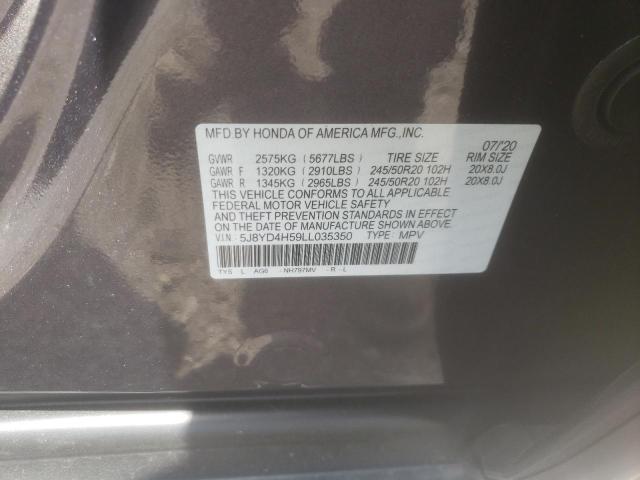 MFD.BY HONDA OF AMERICA MFG.,INC. 07/'20
GVWR 2575KG (5677LBS) TIRE SIZE RIM SIZE
GAWR F 1320KG (2910LBS) 245/50R20 102H 20X8.0J
GAWR R 1345KG (2965LBS) 245/50R20 102H 20X8.0J
THIS VEHICLE CONFORMS TO ALL APPLICABLE
FEDERAL MOTOR VEHICLE SAFETY
AND THEFT PREVENTION STANDARDS IN EFFECT
ON THE DATE OF MANUFACTURE SHOWN ABOVE.
V.I.N: 5J8YD4H59LL035350 TYPE: MPV
TYS L AG6 -NH797MV -R-L